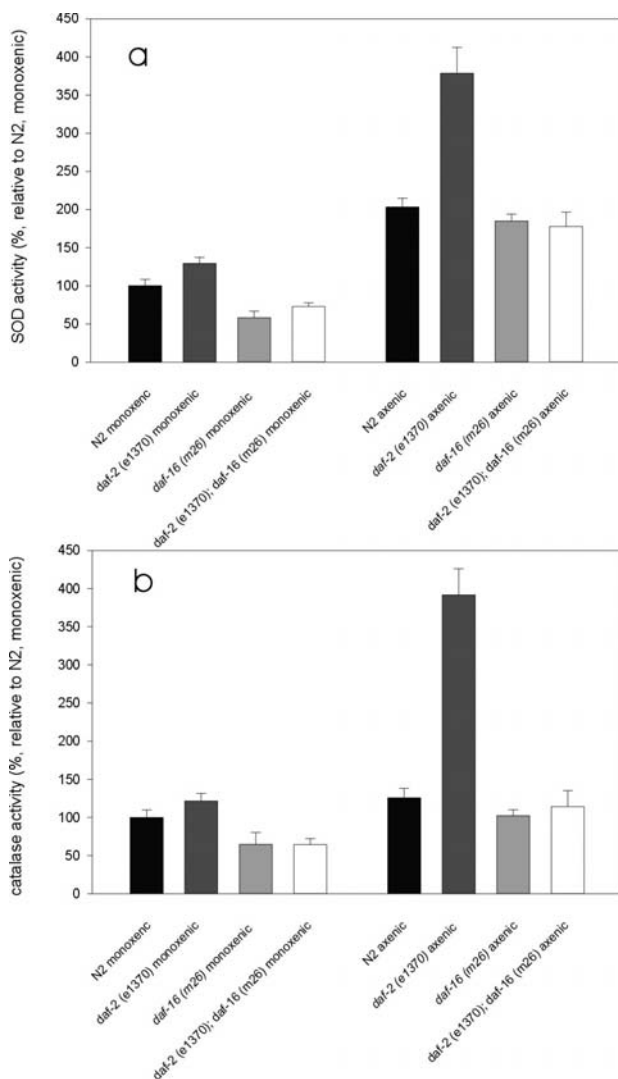 a
SOD activity (%, relative to N2, monoxenic)
450
400
350
300
250
200
150
100
50
0
N2 monoxenc
daf-2 (e1370) monoxenic
daf-16 (m26) monoxenic
daf-2 (e1370); daf-16 (m26) monoxenic
N2 axenic
daf-2 (e1370) axenic
daf-16 (m26) axenic
daf-2 (e1370); daf-16 (m26) axenic
b
catalase activity (%, relative to N2, monoxenic)
450
400
350
300
250
200
150
100
50
0
N2 monoxenc
daf-2 (e1370) monoxenic
daf-16 (m26) monoxenic
daf-2 (e1370); daf-16 (m26) monoxenic
N2 axenic
daf-2 (e1370) axenic
daf-16 (m26) axenic
daf-2 (e1370); daf-16 (m26) axenic